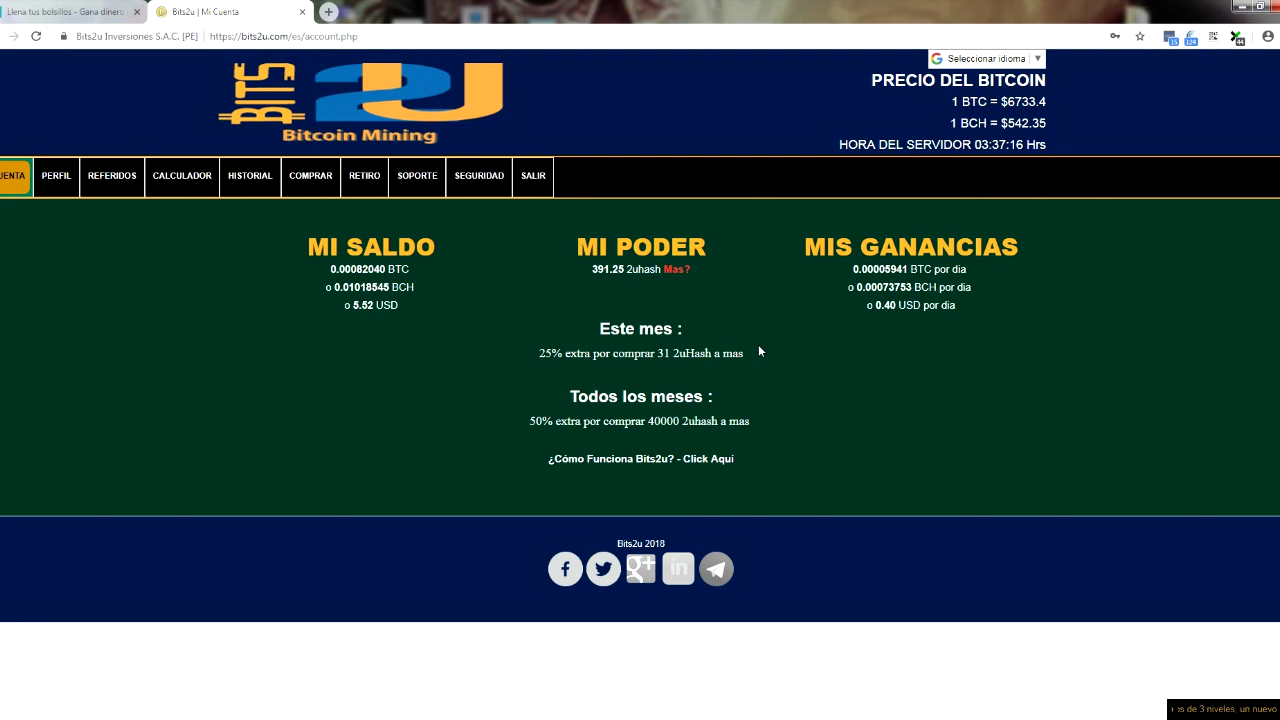 Llena tus bolsillos - Gana dinero
Bits2u | Mi Cuenta
Bits2u Inversiones S.A.C. [PE] | https://bits2u.com/es/account.php
15
124
44
BITS
2U
Bitcoin Mining
Seleccionar idioma
PRECIO DEL BITCOIN
1 BTC = $6733.4
1 BCH = $542.35
HORA DEL SERVIDOR 03:37:16 Hrs
UENTA PERFIL REFERIDOS CALCULADOR HISTORIAL COMPRAR RETIRO SOPORTE SEGURIDAD SALIR
MI SALDO
0.00082040 BTC
o 0.01018545 BCH
o 5.52 USD
MI PODER
391.25 2uhash Mas?
MIS GANANCIAS
0.00005941 BTC por dia
o 0.00073753 BCH por dia
o 0.40 USD por dia
Este mes :
25% extra por comprar 31 2uHash a mas
Todos los meses :
50% extra por comprar 40000 2uhash a mas
¿Cómo Funciona Bits2u? - Click Aquí
Bits2u 2018
os de 3 niveles, un nuevo